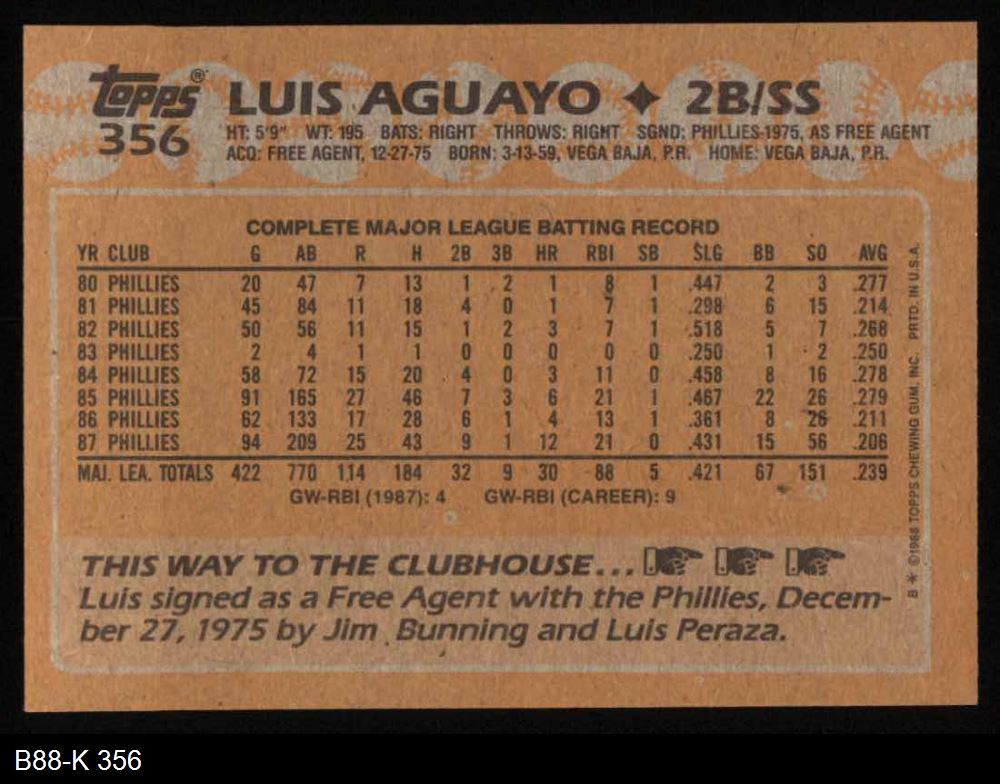 Topps® LUIS AGUAYO ✦ 2B/SS
356 HT: 5'9" WT: 195 BATS: RIGHT THROWS: RIGHT SGND: PHILLIES-1975, AS FREE AGENT
ACQ: FREE AGENT, 12-27-75 BORN: 3-13-59, VEGA BAJA, P.R. HOME: VEGA BAJA, P.R.
COMPLETE MAJOR LEAGUE BATTING RECORD
YR CLUB G AB R H 2B 3B HR RBI SB SLG BB SO AVG
80 PHILLIES 20 47 7 13 1 2 1 8 1 .447 2 3 .277
81 PHILLIES 45 84 11 18 4 0 1 7 1 .298 6 15 .214
82 PHILLIES 50 56 11 15 1 2 3 7 1 .518 5 7 .268
83 PHILLIES 2 4 1 1 0 0 0 0 0 .250 1 2 .250
84 PHILLIES 58 72 15 20 4 0 3 11 0 .458 8 16 .278
85 PHILLIES 91 165 27 46 7 3 6 21 1 .467 22 26 .279
86 PHILLIES 62 133 17 28 6 1 4 13 1 .361 8 26 .211
87 PHILLIES 94 209 25 43 9 1 12 21 0 .431 15 56 .206
MAJ. LEA. TOTALS 422 770 114 184 32 9 30 88 5 .421 67 151 .239
GW-RBI (1987): 4 GW-RBI (CAREER): 9
THIS WAY TO THE CLUBHOUSE...
Luis signed as a Free Agent with the Phillies, Decem-
ber 27, 1975 by Jim Bunning and Luis Peraza.
B* ©1988 TOPPS CHEWING GUM, INC. PRTD. IN U.S.A.
B88-K 356